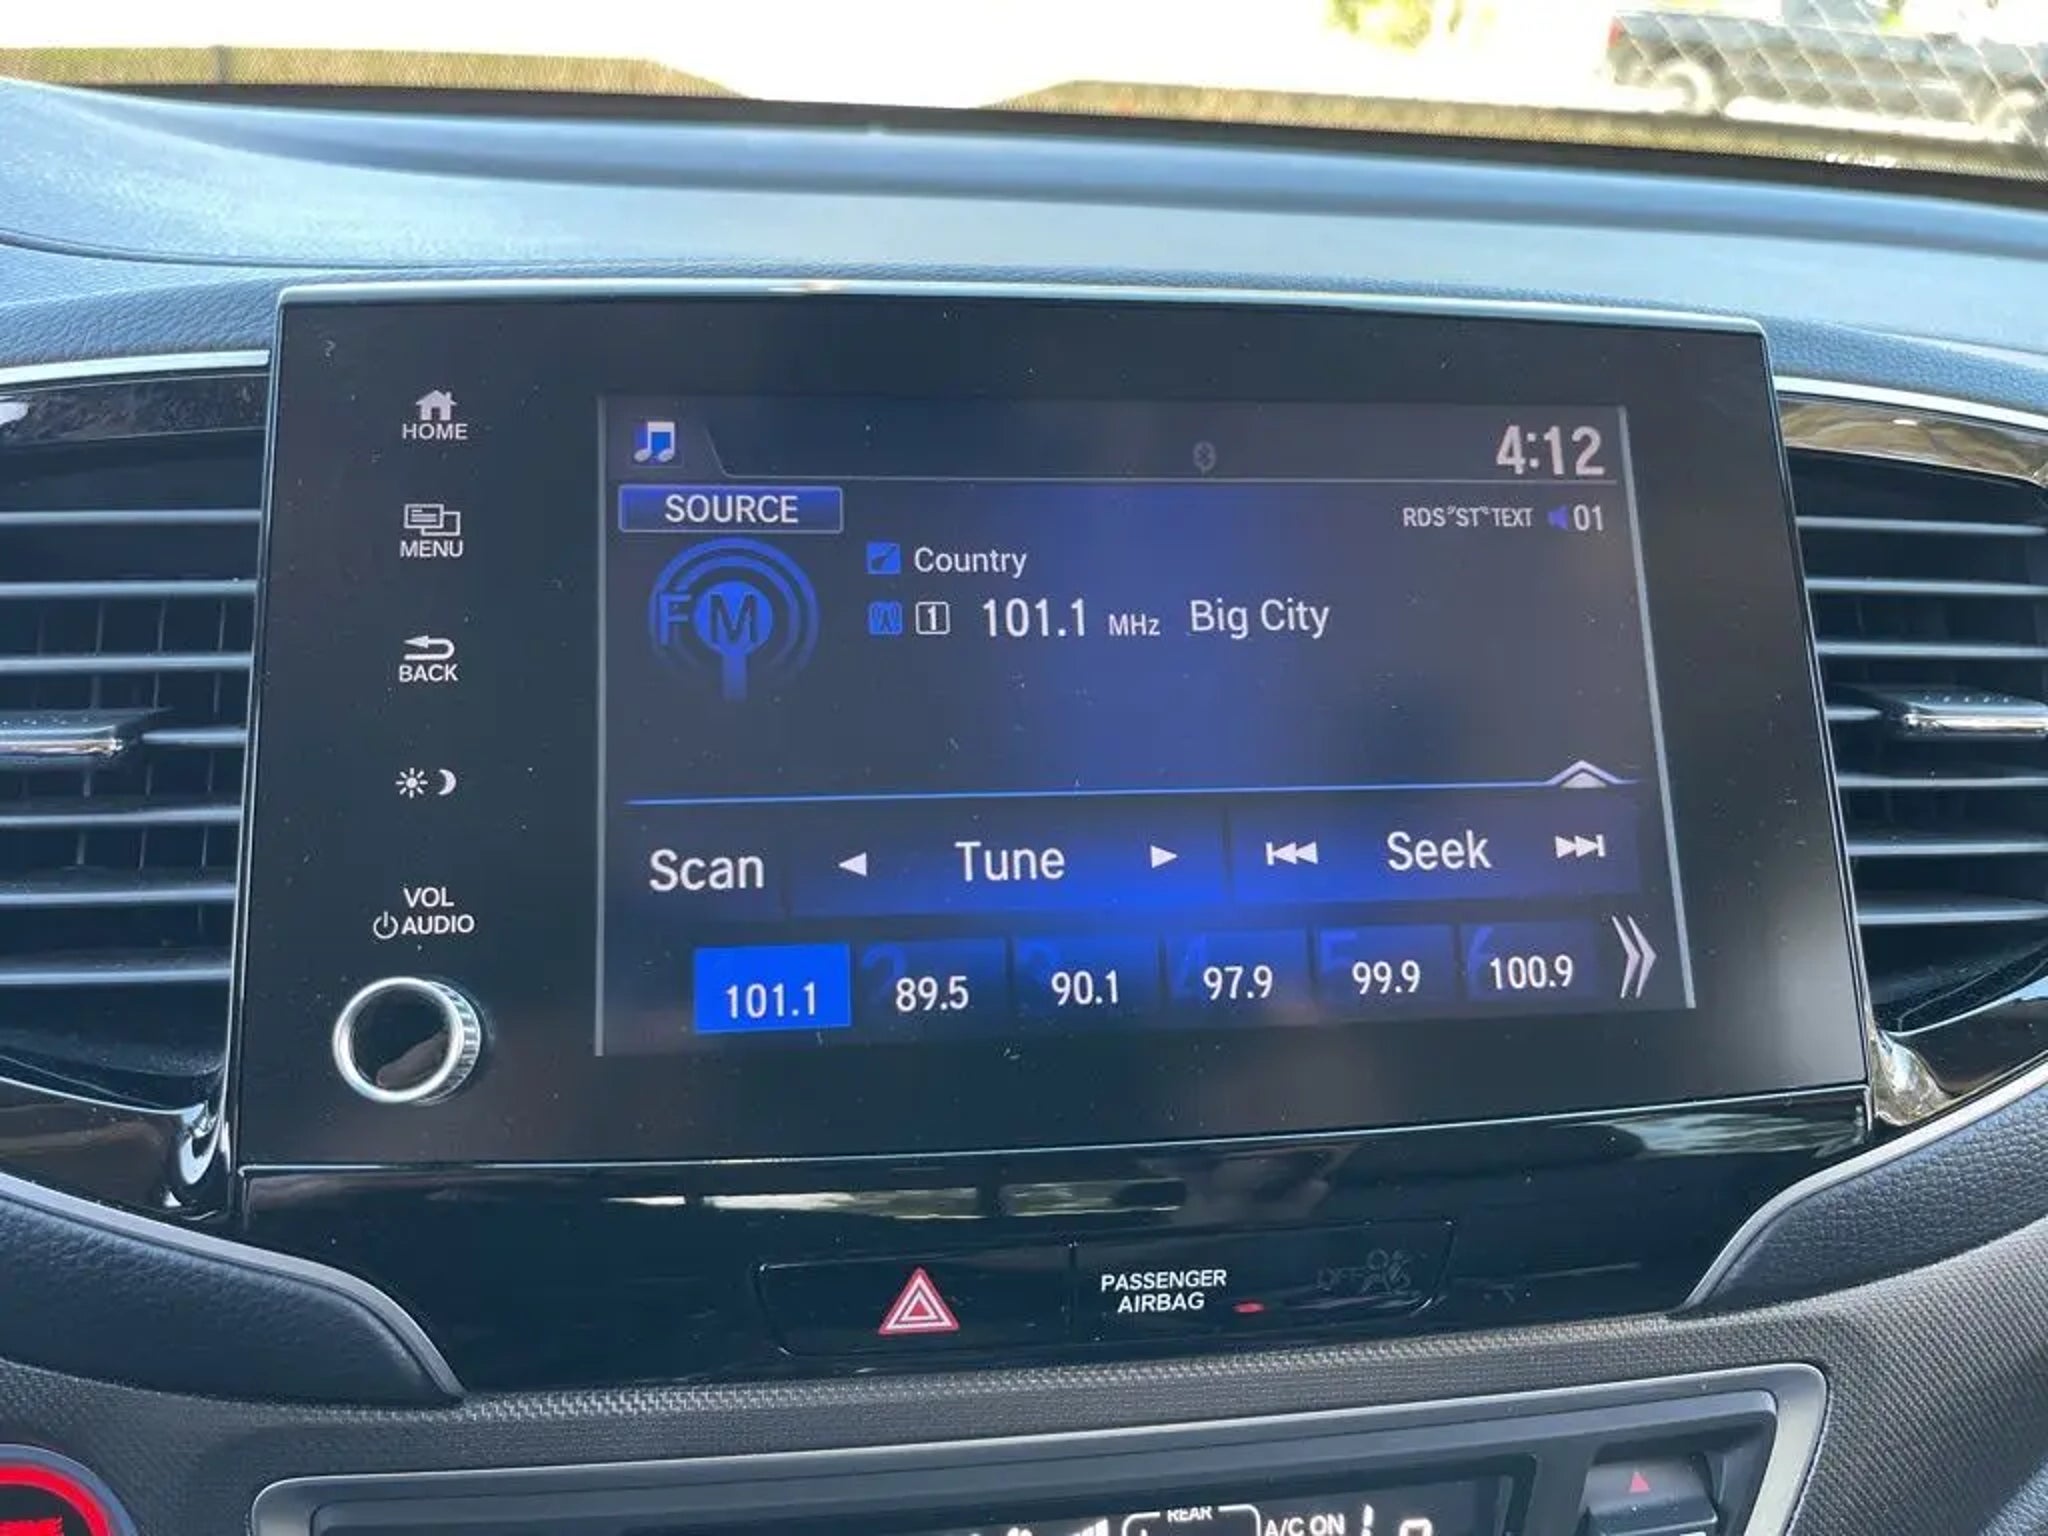 HOME
MENU
BACK
VOL
AUDIO
4:12
SOURCE
RDS "ST" TEXT 01
FM
Country
1 101.1 MHz Big City
Scan Tune Seek
101.1 89.5 90.1 97.9 99.9 100.9
PASSENGER
AIRBAG
OFF
REAR
A/C ON